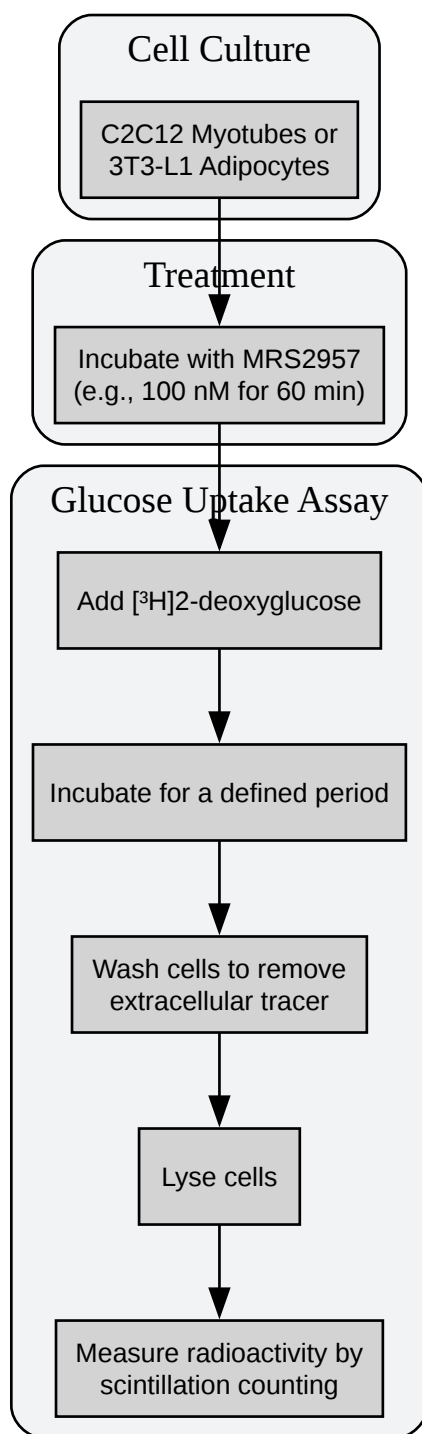 Cell Culture
C2C12 Myotubes or
3T3-L1 Adipocytes
Treatment
Incubate with MRS2957
(e.g., 100 nM for 60 min)
Glucose Uptake Assay
Add [³H]2-deoxyglucose
Incubate for a defined period
Wash cells to remove
extracellular tracer
Lyse cells
Measure radioactivity by
scintillation counting